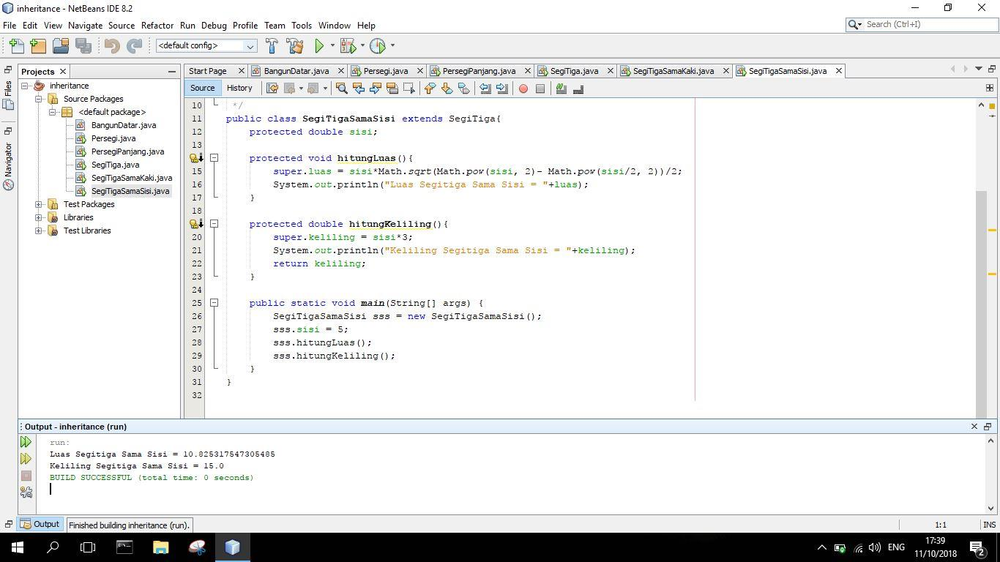 inheritance - NetBeans IDE 8.2
File Edit View Navigate Source Refactor Run Debug Profile Team Tools Window Help
Search (Ctrl+I)
<default config>
Projects
Start Page BangunDatar.java Persegi.java PersegiPanjang.java SegiTiga.java SegiTigaSamaKaki.java SegiTigaSamaSisi.java
Files
Navigator
inheritance
Source Packages
<default package>
BangunDatar.java
Persegi.java
PersegiPanjang.java
SegiTiga.java
SegiTigaSamaKaki.java
SegiTigaSamaSisi.java
Test Packages
Libraries
Test Libraries
Source History
10 */
11 public class SegiTigaSamaSisi extends SegiTiga{
12 protected double sisi;
13
protected void hitungLuas(){
15 super.luas = sisi*Math.sqrt(Math.pow(sisi, 2)- Math.pow(sisi/2, 2))/2;
16 System.out.println("Luas Segitiga Sama Sisi = "+luas);
17 }
18
protected double hitungKeliling(){
20 super.keliling = sisi*3;
21 System.out.println("Keliling Segitiga Sama Sisi = "+keliling);
22 return keliling;
23 }
24
25 public static void main(String[] args) {
26 SegiTigaSamaSisi sss = new SegiTigaSamaSisi();
27 sss.sisi = 5;
28 sss.hitungLuas();
29 sss.hitungKeliling();
30 }
31 }
32
Output - inheritance (run)
run:
Luas Segitiga Sama Sisi = 10.825317547305485
Keliling Segitiga Sama Sisi = 15.0
BUILD SUCCESSFUL (total time: 0 seconds)
Output
Finished building inheritance (run).
1:1 INS
ENG
17:39
11/10/2018
2